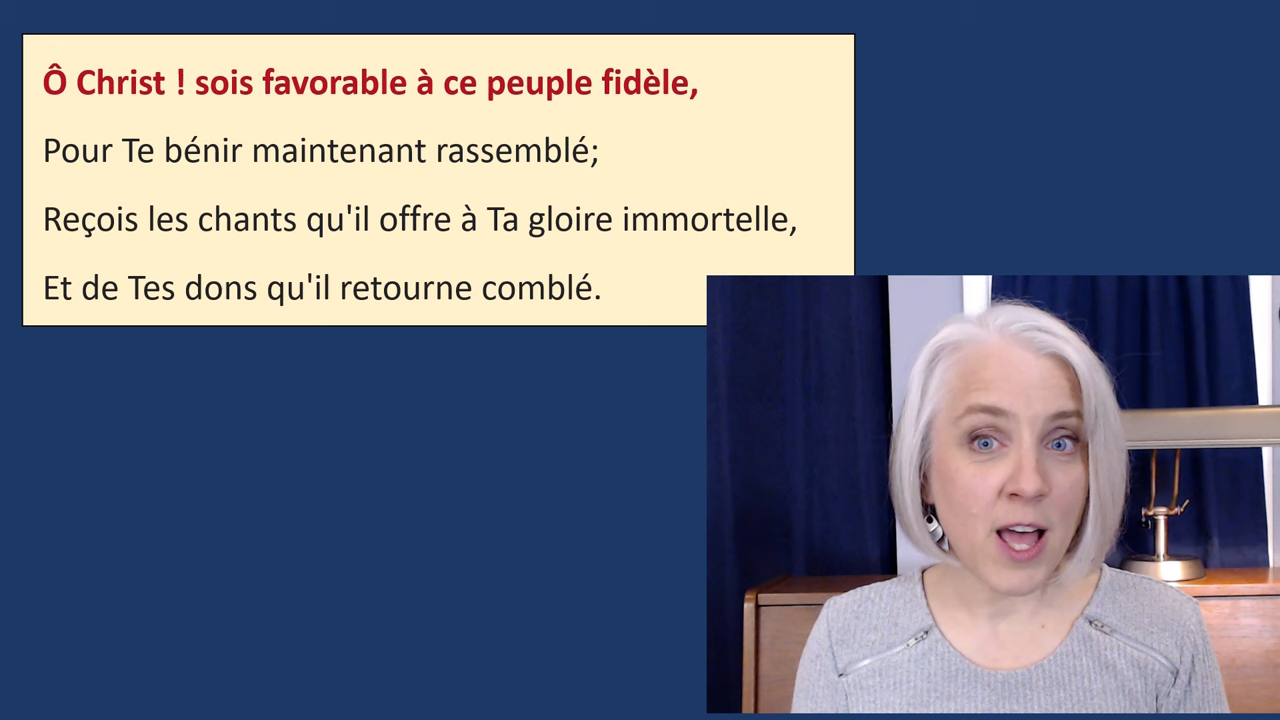 Ô Christ ! sois favorable à ce peuple fidèle,
Pour Te bénir maintenant rassemblé;
Reçois les chants qu'il offre à Ta gloire immortelle,
Et de Tes dons qu'il retourne comblé.